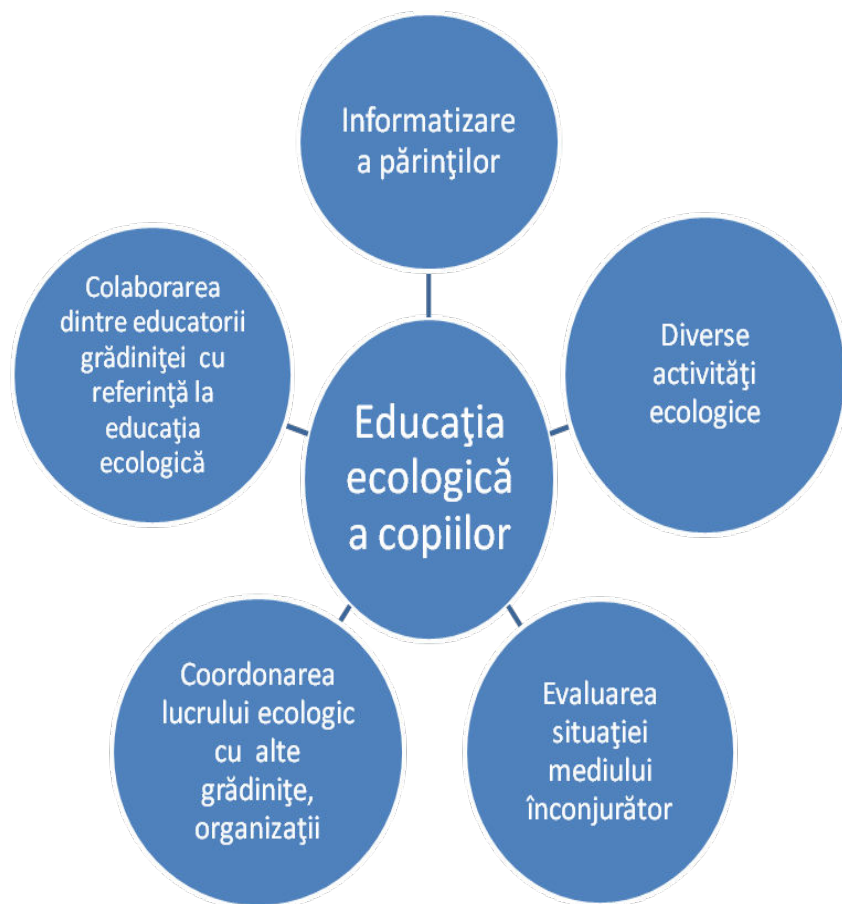 Informatizare
a părinţilor
Colaborarea
dintre educatorii
grădiniţei cu
referinţă la
educaţia
ecologică
Diverse
activităţi
ecologice
Educaţia
ecologică
a copiilor
Coordonarea
lucrului ecologic
cu alte
grădiniţe,
organizaţii
Evaluarea
situaţiei
mediului
înconjurător